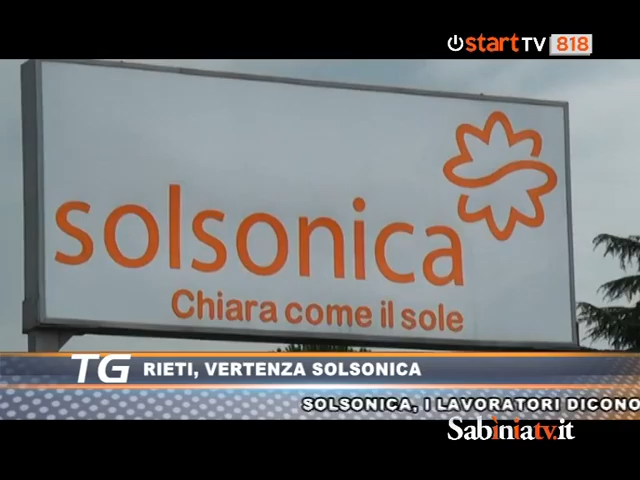 startTV 818
solsonica
Chiara come il sole
TG RIETI, VERTENZA SOLSONICA
SOLSONICA, I LAVORATORI DICONO
Sabiniatv.it